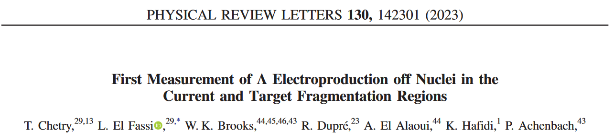 PHYSICAL REVIEW LETTERS 130, 142301 (2023)
First Measurement of Λ Electroproduction off Nuclei in the
Current and Target Fragmentation Regions
T. Chetry,29,13 L. El Fassi,29,* W. K. Brooks,44,45,46,43 R. Dupré,23 A. El Alaoui,44 K. Hafidi,1 P. Achenbach,43